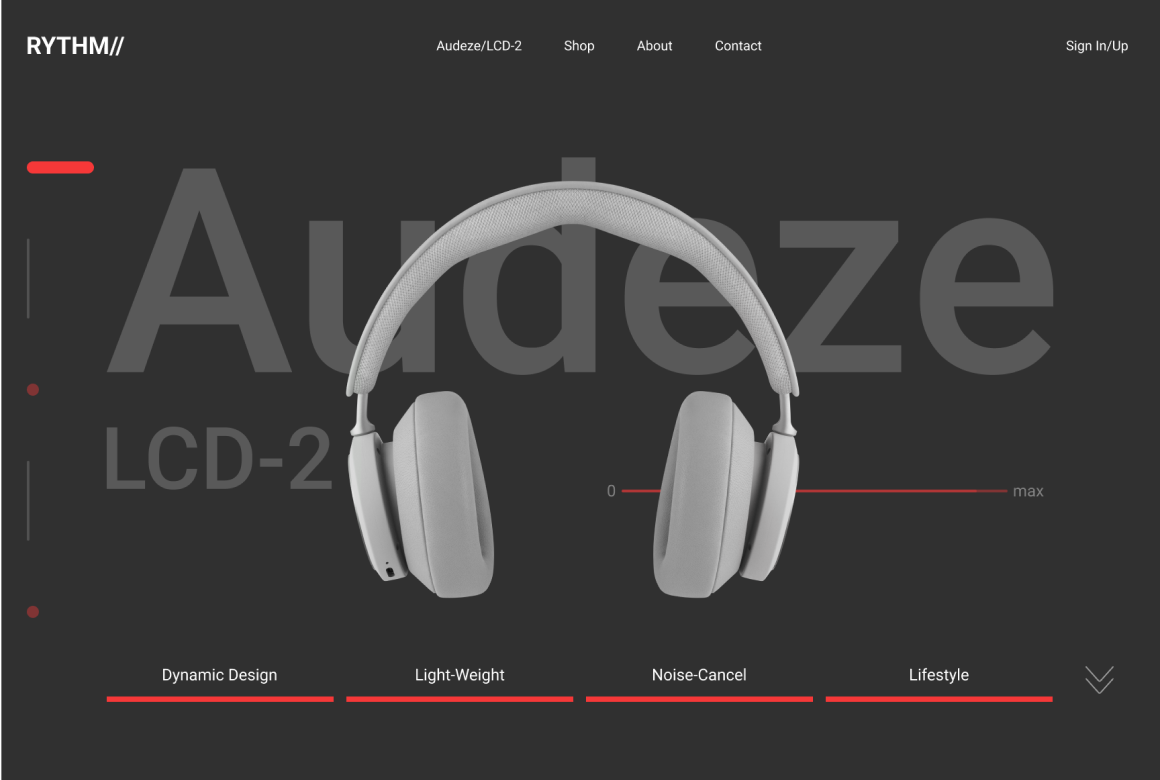 RYTHM//
Audeze/LCD-2 Shop About Contact
Sign In/Up
Audeze
LCD-2
0 max
Dynamic Design
Light-Weight
Noise-Cancel
Lifestyle